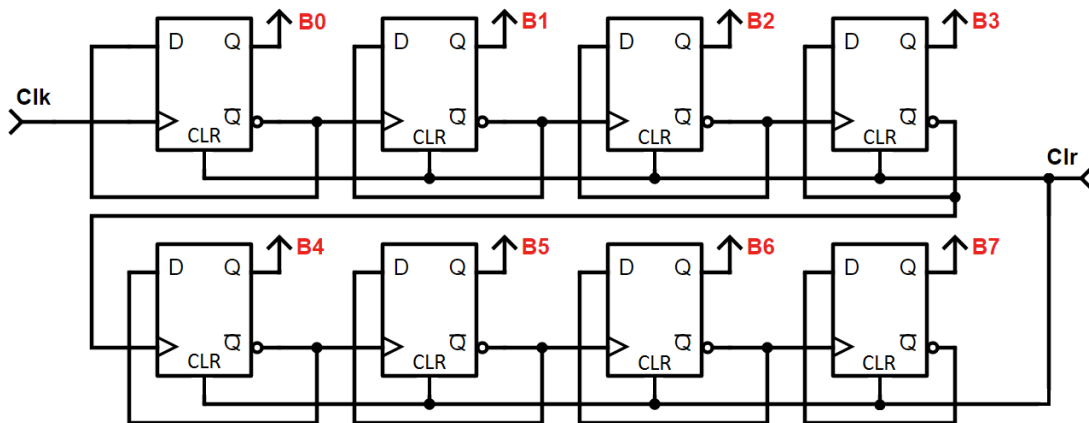 B0 B1 B2 B3
D Q D Q D Q D Q
Clk
Q̅ Q̅ Q̅ Q̅
CLR CLR CLR CLR
Clr
B4 B5 B6 B7
D Q D Q D Q D Q
Q̅ Q̅ Q̅ Q̅
CLR CLR CLR CLR